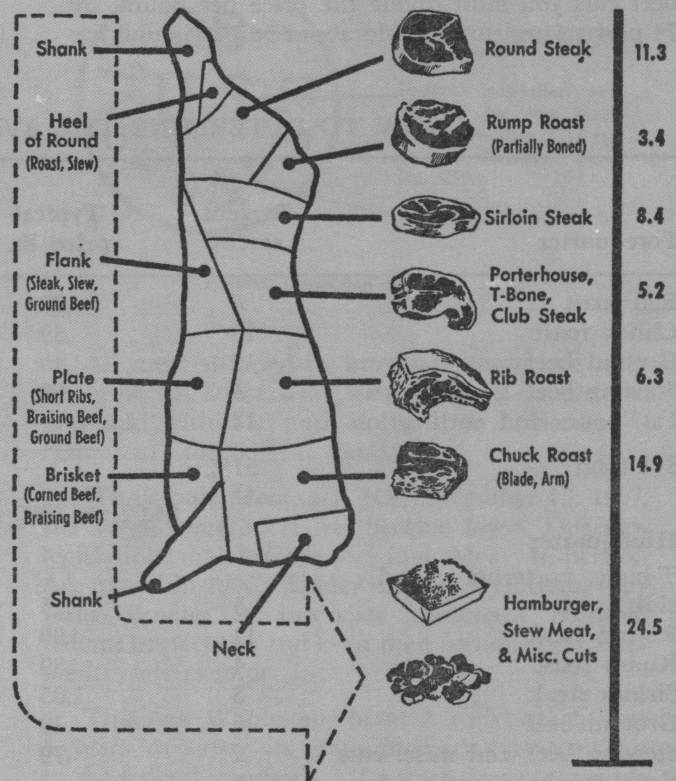 Shank
Heel
of Round
(Roast, Stew)
Flank
(Steak, Stew,
Ground Beef)
Plate
(Short Ribs,
Braising Beef,
Ground Beef)
Brisket
(Corned Beef,
Braising Beef)
Shank
Neck
Round Steak
11.3
Rump Roast
(Partially Boned)
3.4
Sirloin Steak
8.4
Porterhouse,
T-Bone,
Club Steak
5.2
Rib Roast
6.3
Chuck Roast
(Blade, Arm)
14.9
Hamburger,
Stew Meat,
& Misc. Cuts
24.5